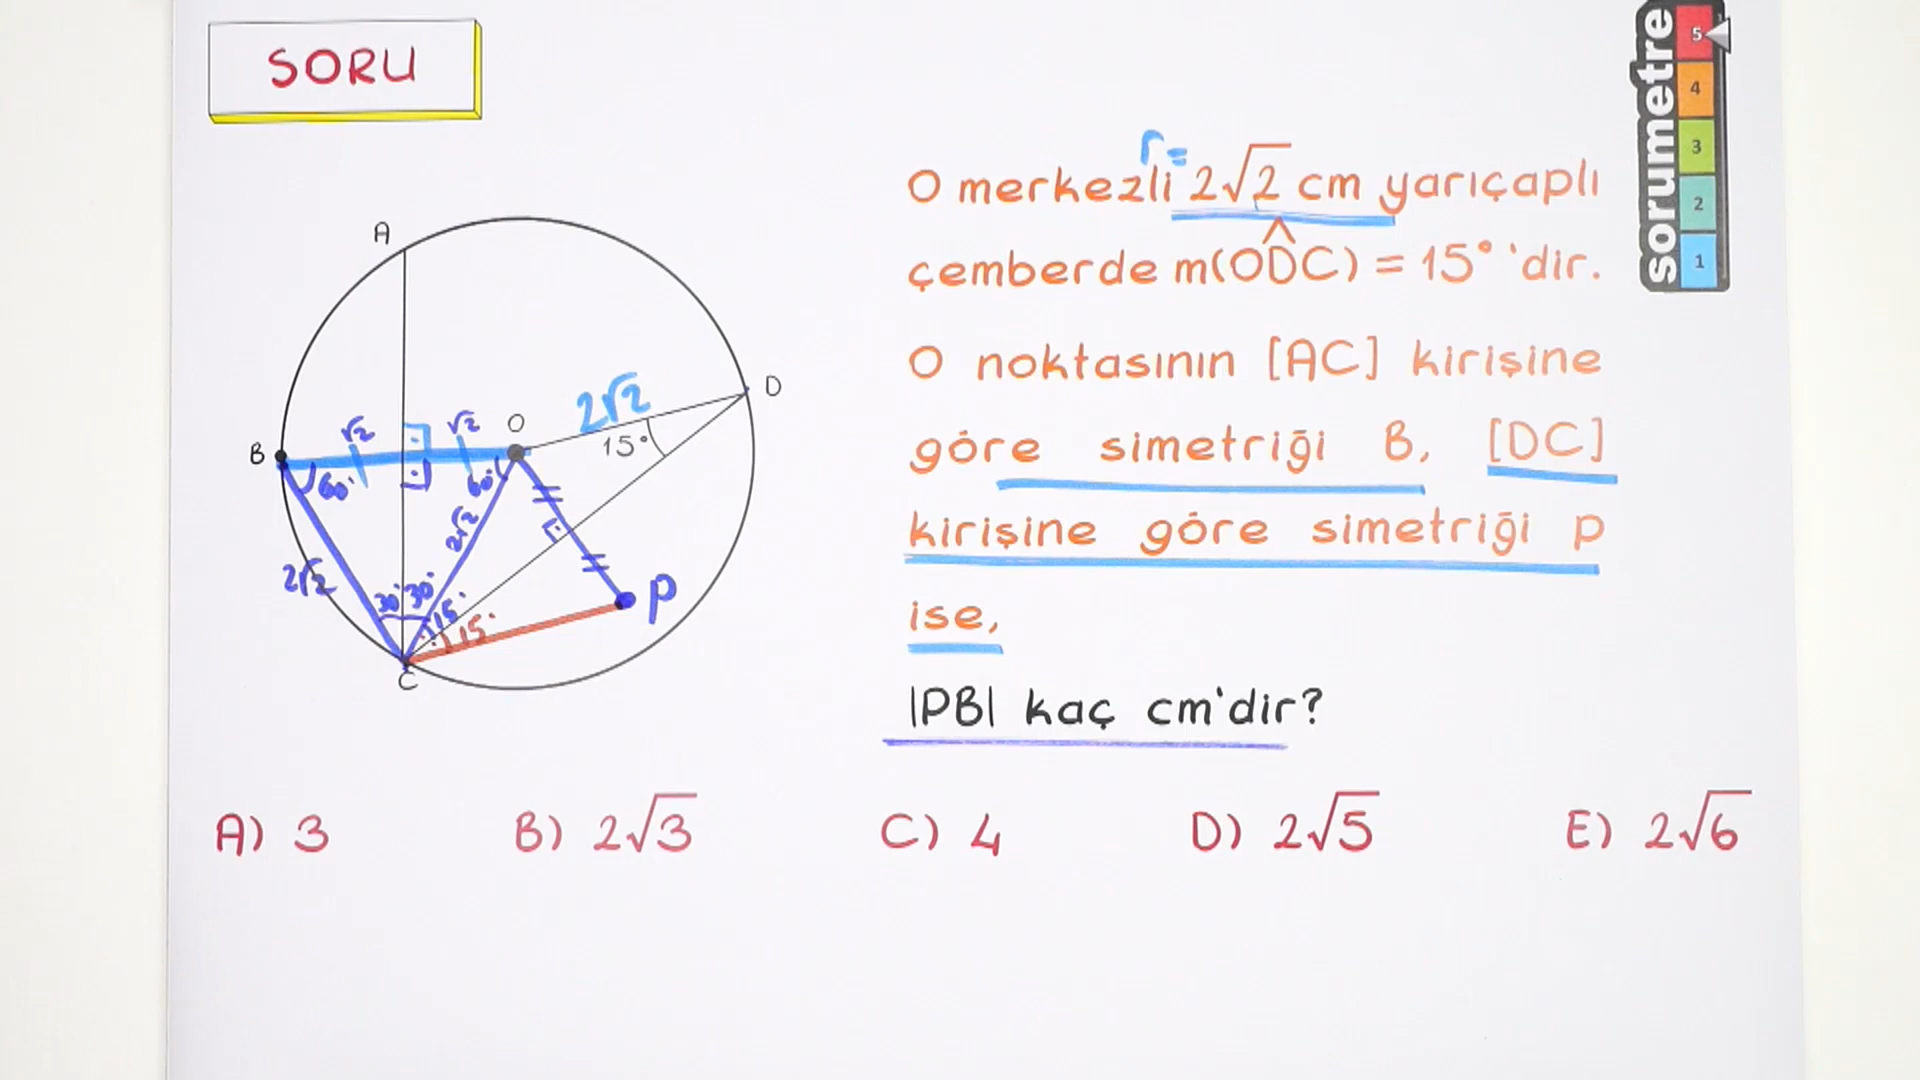 SORU
sorumetre
5
4
3
2
1
r=
O merkezli 2√2 cm yarıçaplı
çemberde m(ODC) = 15° 'dir.
O noktasının [AC] kirişine
göre simetriği B, [DC]
kirişine göre simetriği P
ise,
|PB| kaç cm'dir?
A
D
2√2
O
15°
√2
√2
B
60°
60°
2√2
2√2
30°
30°
15°
15°
P
C
A) 3
B) 2√3
C) 4
D) 2√5
E) 2√6